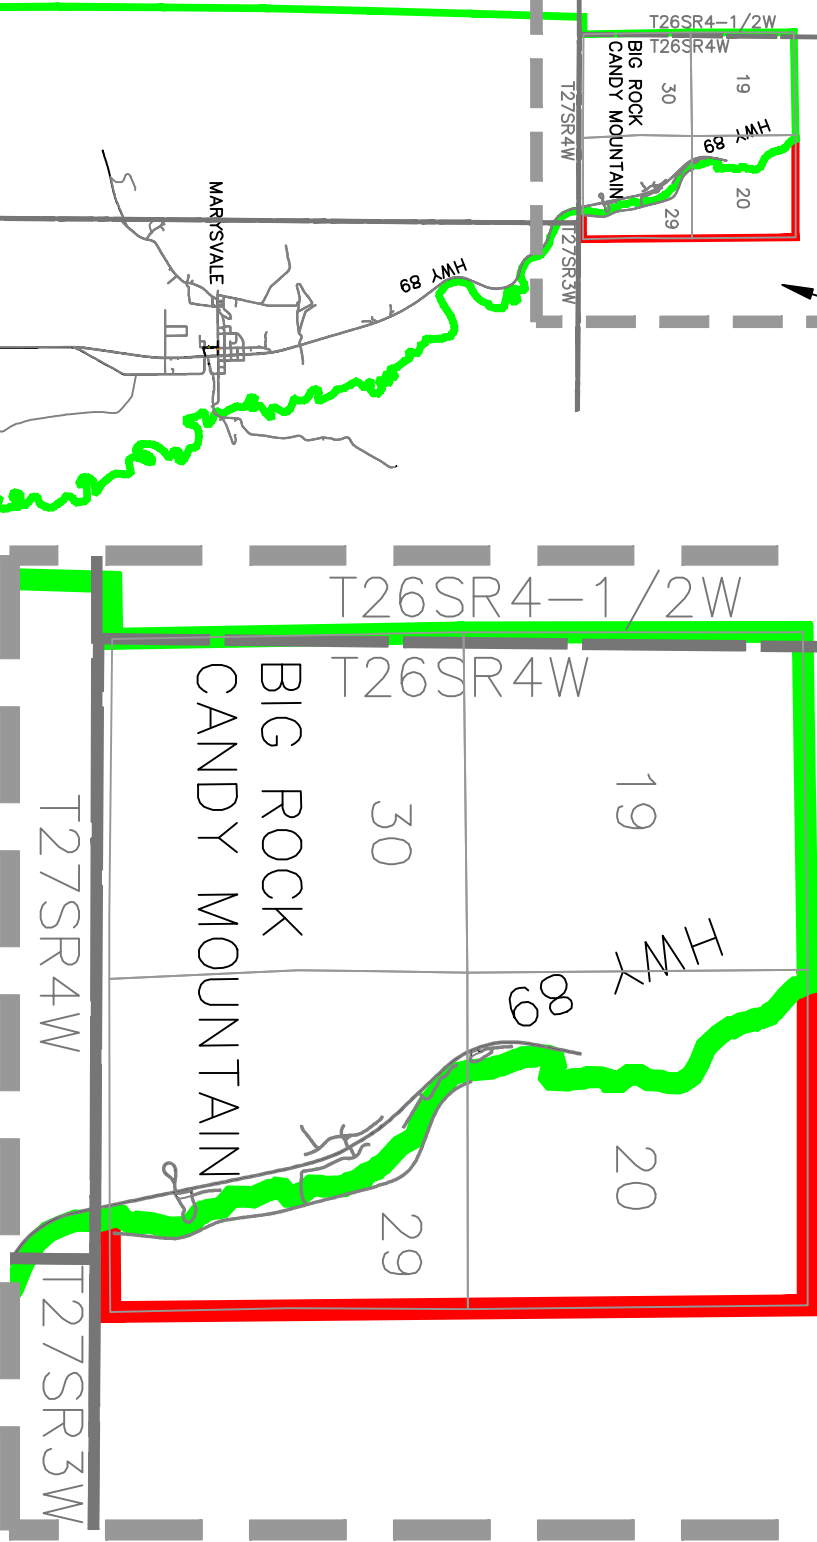 T26SR4-1/2W
T26SR4W
BIG ROCK
CANDY MOUNTAIN
30
19
T27SR4W
HWY 89
20
29
MARYSVALE
HWY 89
T27SR3W
T26SR4-1/2W
T26SR4W
BIG ROCK
CANDY MOUNTAIN
30
19
T27SR4W
HWY 89
20
29
T27SR3W